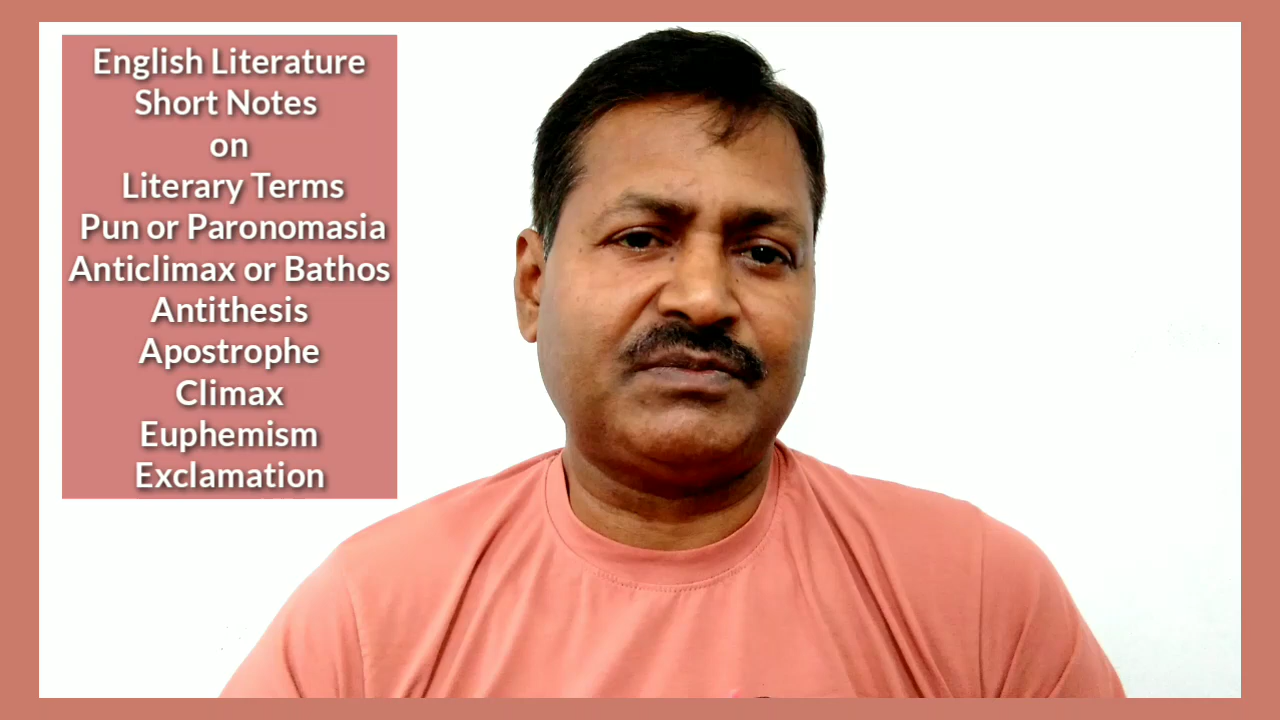 English Literature
Short Notes
on
Literary Terms
Pun or Paronomasia
Anticlimax or Bathos
Antithesis
Apostrophe
Climax
Euphemism
Exclamation